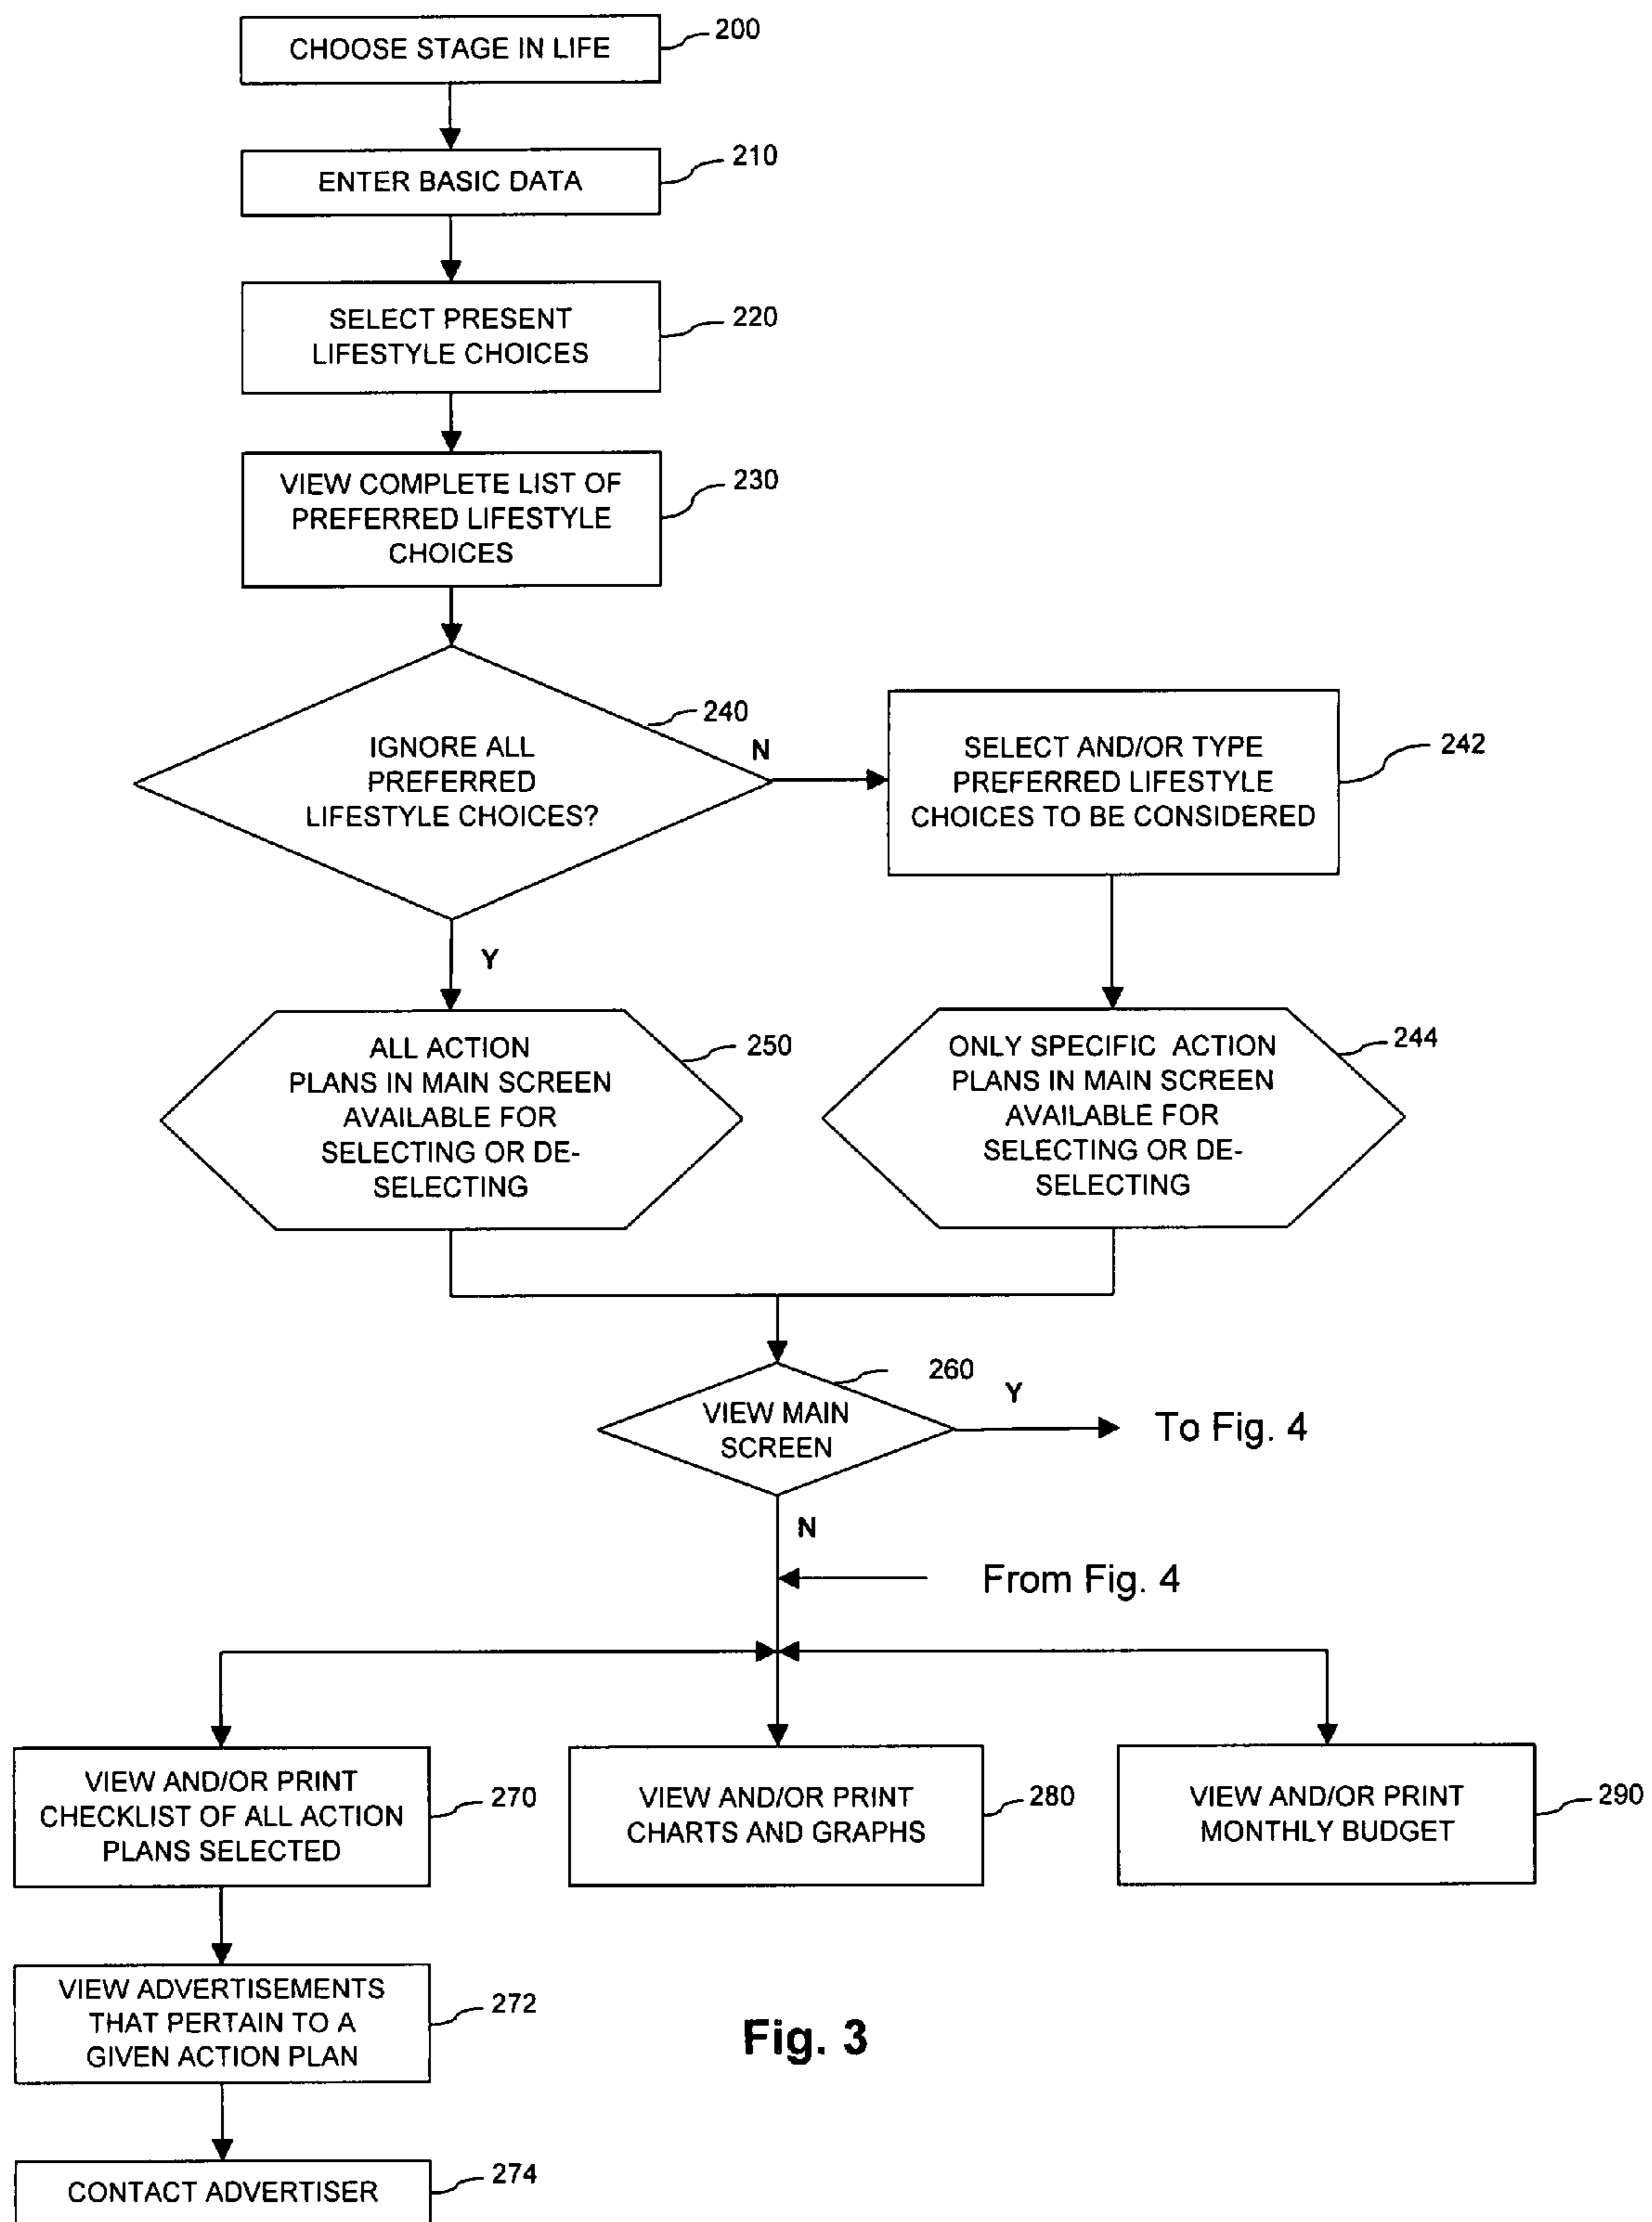 CHOOSE STAGE IN LIFE
200
ENTER BASIC DATA
210
SELECT PRESENT
LIFESTYLE CHOICES
220
VIEW COMPLETE LIST OF
PREFERRED LIFESTYLE
CHOICES
230
IGNORE ALL
PREFERRED
LIFESTYLE CHOICES?
240
N
SELECT AND/OR TYPE
PREFERRED LIFESTYLE
CHOICES TO BE CONSIDERED
242
Y
ALL ACTION
PLANS IN MAIN SCREEN
AVAILABLE FOR
SELECTING OR DE-
SELECTING
250
ONLY SPECIFIC ACTION
PLANS IN MAIN SCREEN
AVAILABLE FOR
SELECTING OR DE-
SELECTING
244
VIEW MAIN
SCREEN
260
Y
To Fig. 4
N
From Fig. 4
VIEW AND/OR PRINT
CHECKLIST OF ALL ACTION
PLANS SELECTED
270
VIEW AND/OR PRINT
CHARTS AND GRAPHS
280
VIEW AND/OR PRINT
MONTHLY BUDGET
290
VIEW ADVERTISEMENTS
THAT PERTAIN TO A
GIVEN ACTION PLAN
272
Fig. 3
CONTACT ADVERTISER
274